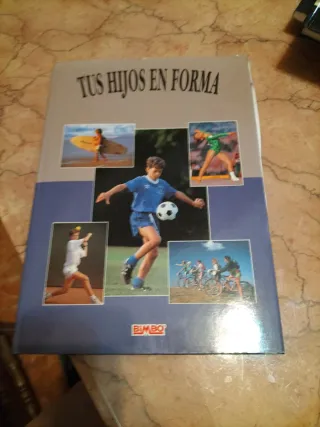 TUS HIJOS EN FORMA
BIMBO